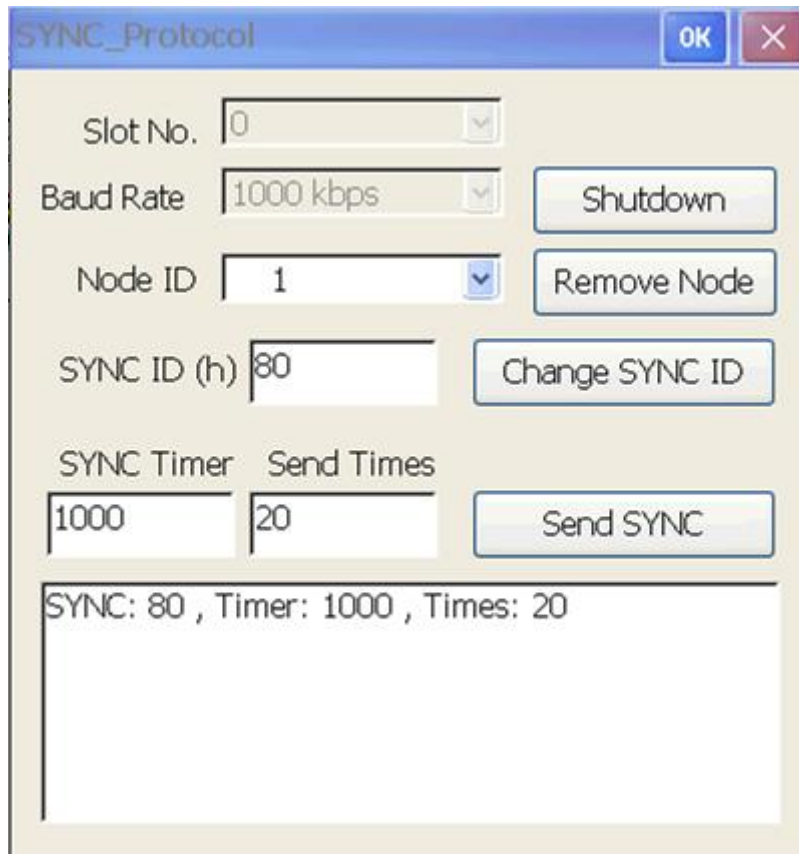 SYNC_Protocol OK
Slot No. 0
Baud Rate 1000 kbps Shutdown
Node ID 1 Remove Node
SYNC ID (h) 80 Change SYNC ID
SYNC Timer Send Times
1000 20 Send SYNC
SYNC: 80 , Timer: 1000 , Times: 20